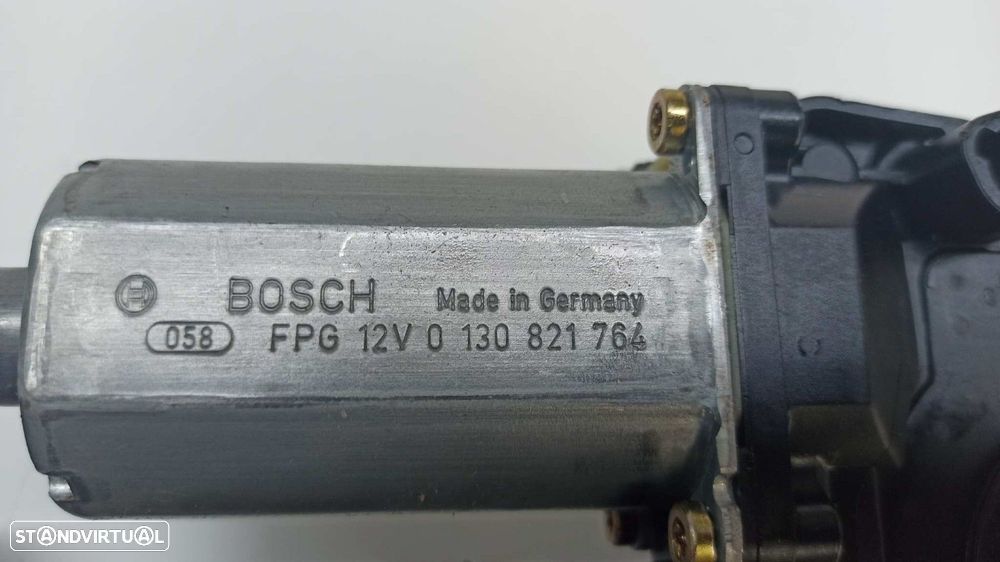 BOSCH Made in Germany
058 FPG 12V 0 130 821 764
STANDVIRTUAL